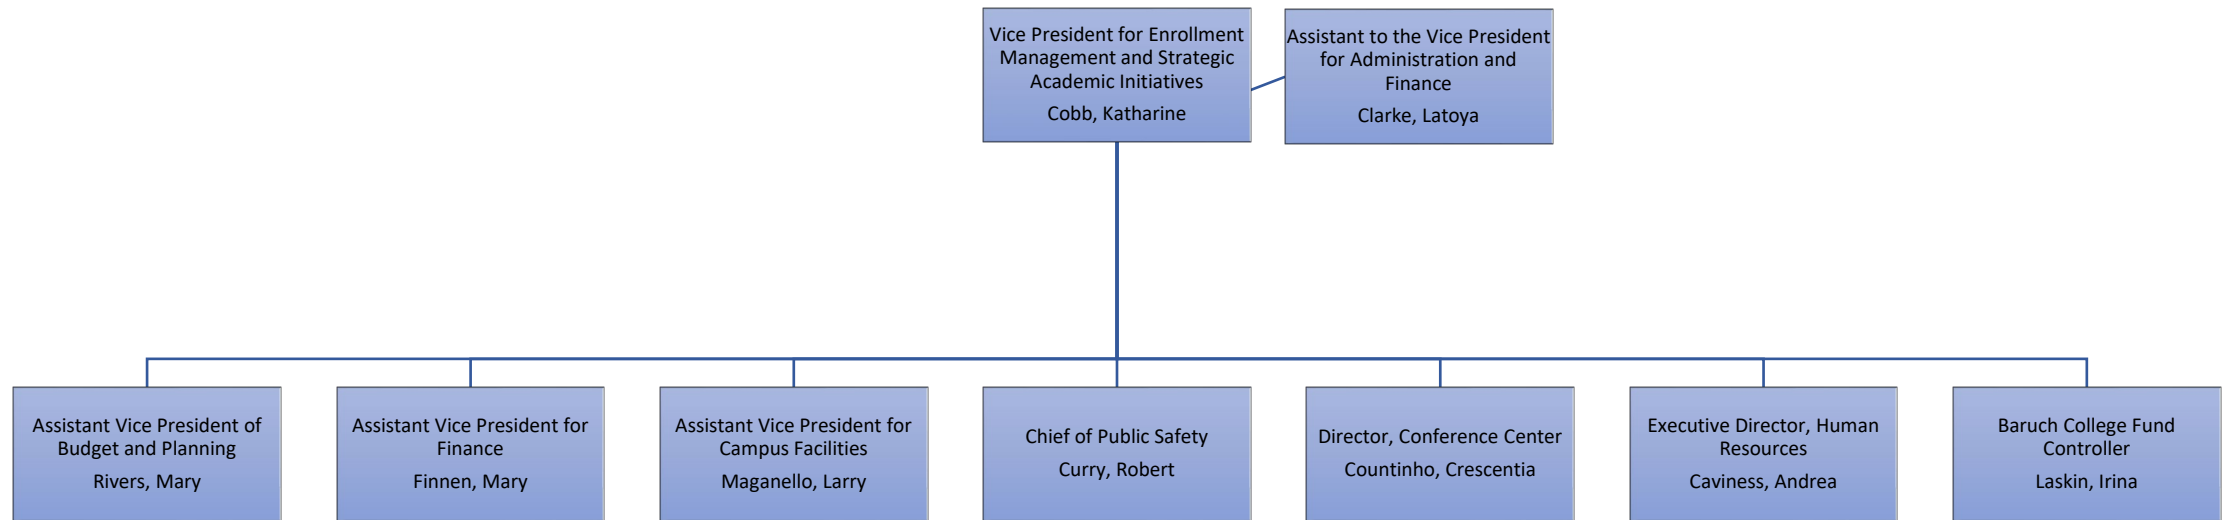 Vice President for Enrollment
Management and Strategic
Academic Initiatives
Cobb, Katharine
Assistant to the Vice President
for Administration and
Finance
Clarke, Latoya
Assistant Vice President of
Budget and Planning
Rivers, Mary
Assistant Vice President for
Finance
Finnen, Mary
Assistant Vice President for
Campus Facilities
Maganello, Larry
Chief of Public Safety
Curry, Robert
Director, Conference Center
Countinho, Crescentia
Executive Director, Human
Resources
Caviness, Andrea
Baruch College Fund
Controller
Laskin, Irina